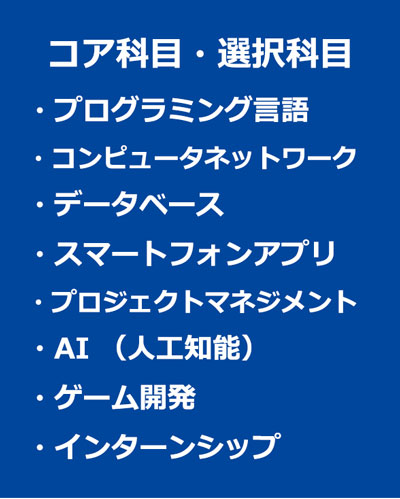 コア科目・選択科目
・プログラミング言語
・コンピュータネットワーク
・データベース
・スマートフォンアプリ
・プロジェクトマネジメント
・AI （人工知能）
・ゲーム開発
・インターンシップ